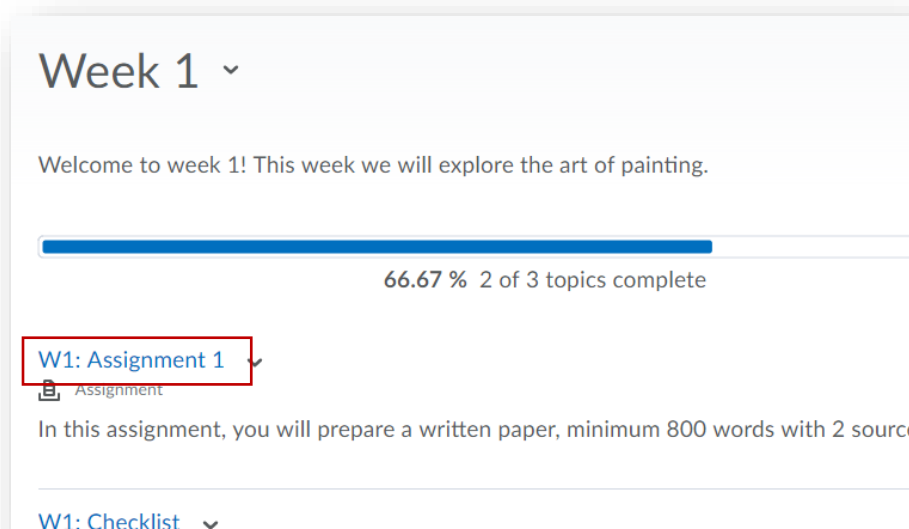 Week 1
Welcome to week 1! This week we will explore the art of painting.
66.67 % 2 of 3 topics complete
W1: Assignment 1
Assignment
In this assignment, you will prepare a written paper, minimum 800 words with 2
W1: Checklist